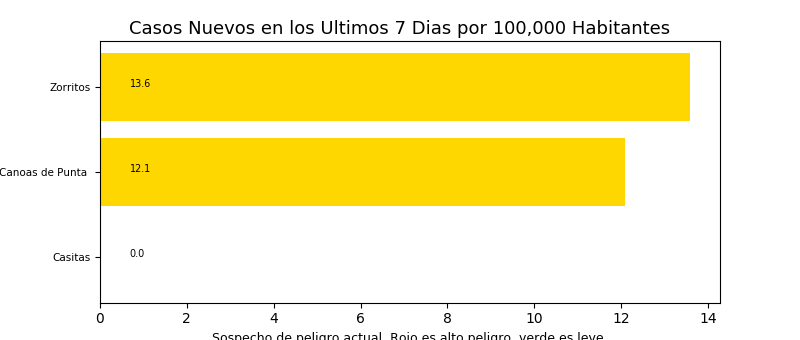 Casos Nuevos en los Ultimos 7 Dias por 100,000 Habitantes
Zorritos
13.6
Canoas de Punta
12.1
Casitas
0.0
0 2 4 6 8 10 12 14
Sospecho de peligro actual. Rojo es alto peligro, verde es leve